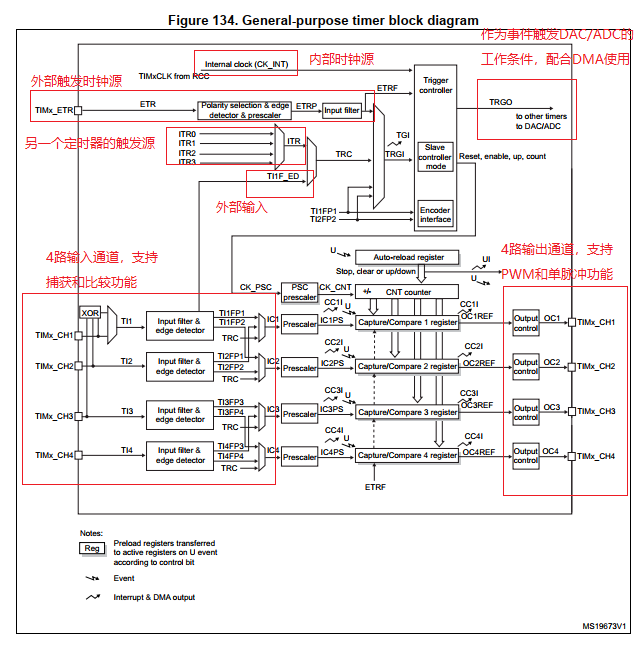 Figure 134. General-purpose timer block diagram
作为事件触发DAC/ADC的
工作条件，配合DMA使用
Internal clock (CK_INT)
内部时钟源
TIMxCLK from RCC
外部触发时钟源
ETRF
Trigger
controller
TRGO
to other timers
to DAC/ADC
TIMx_ETR
ETR
Polarity selection & edge
detector & prescaler
ETRP
Input filter
另一个定时器的触发源
ITR0
ITR1
ITR2
ITR3
ITR
TGI
TRC
TRGI
Slave
controller
mode
Reset, enable, up, count
TI1F_ED
外部输入
TI1FP1
TI2FP2
Encoder
interface
4路输入通道，支持
捕获和比较功能
4路输出通道，支持
PWM和单脉冲功能
U
Auto-reload register
UI
Stop, clear or up/down
U
CK_PSC
PSC
prescaler
CK_CNT
+/-
CNT counter
XOR
TI1
Input filter &
edge detector
TI1FP1
TI1FP2
TRC
IC1
Prescaler
IC1PS
CC1I
U
Capture/Compare 1 register
CC1I
OC1REF
Output
control
OC1
TIMx_CH1
TIMx_CH1
TIMx_CH2
TI2
Input filter &
edge detector
TI2FP1
TI2FP2
TRC
IC2
Prescaler
IC2PS
CC2I
U
Capture/Compare 2 register
CC2I
OC2REF
Output
control
OC2
TIMx_CH2
TIMx_CH3
TI3
Input filter &
edge detector
TI3FP3
TI3FP4
TRC
IC3
Prescaler
IC3PS
CC3I
U
Capture/Compare 3 register
CC3I
OC3REF
Output
control
OC3
TIMx_CH3
TIMx_CH4
TI4
Input filter &
edge detector
TI4FP3
TI4FP4
TRC
IC4
Prescaler
IC4PS
CC4I
U
Capture/Compare 4 register
CC4I
OC4REF
Output
control
OC4
TIMx_CH4
ETRF
Notes:
Reg
Preload registers transferred
to active registers on U event
according to control bit
Event
Interrupt & DMA output
MS19673V1